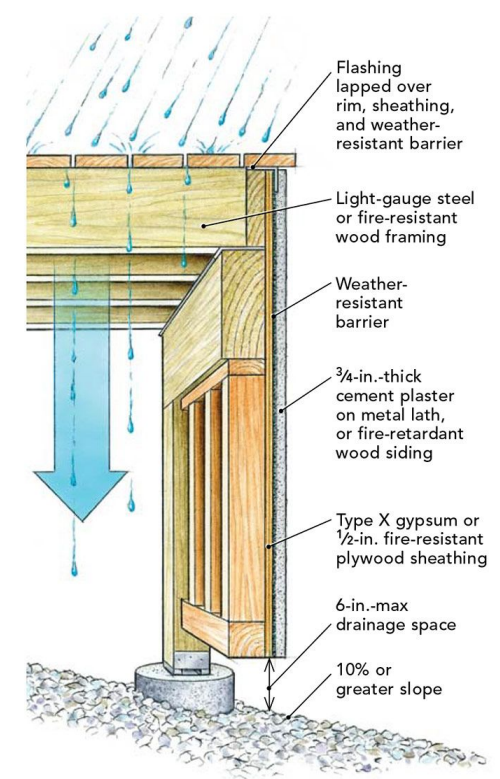 Flashing
lapped over
rim, sheathing,
and weather-
resistant barrier
Light-gauge steel
or fire-resistant
wood framing
Weather-
resistant
barrier
¾-in.-thick
cement plaster
on metal lath,
or fire-retardant
wood siding
Type X gypsum or
½-in. fire-resistant
plywood sheathing
6-in.-max
drainage space
10% or
greater slope